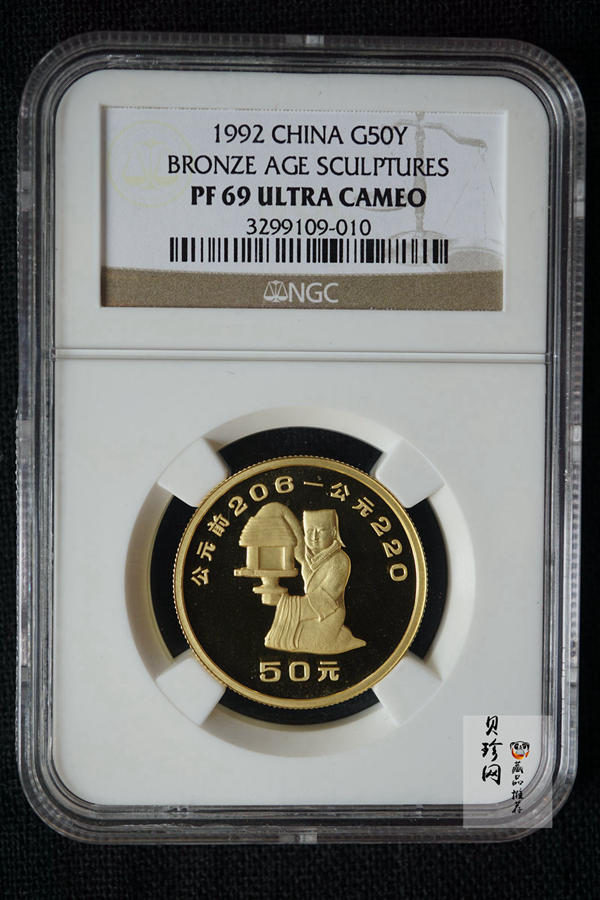 1992 CHINA G50Y
BRONZE AGE SCULPTURES
PF 69 ULTRA CAMEO
3299109-010
NGC
公元前206一公元220
50元
贝珍网
藏品推荐